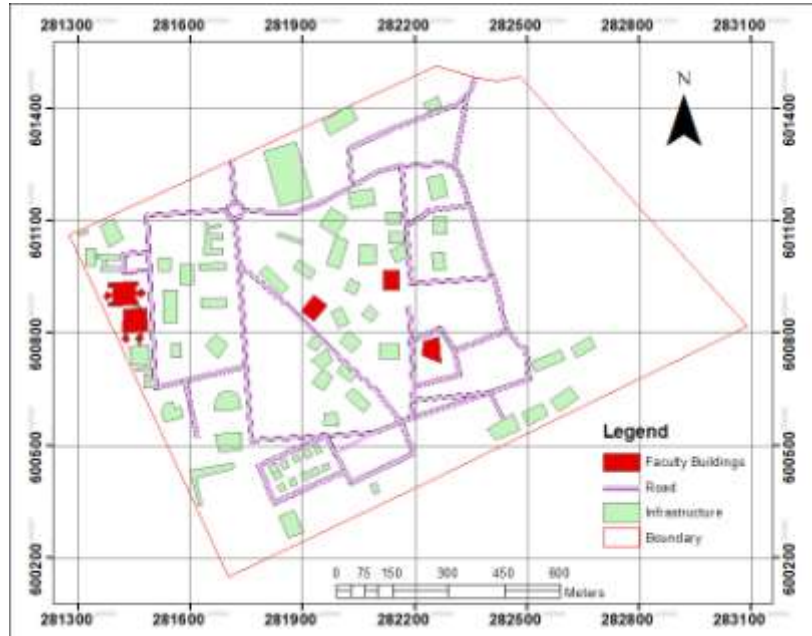 281300 281600 281900 282200 282500 282800 283100
601400 601400
N
601100 601100
600800 600800
600500 600500
Legend
Faculty Buildings
Road
Infrastructure
Boundary
600200 600200
0 75 150 300 450 600
Meters
281300 281600 281900 282200 282500 282800 283100